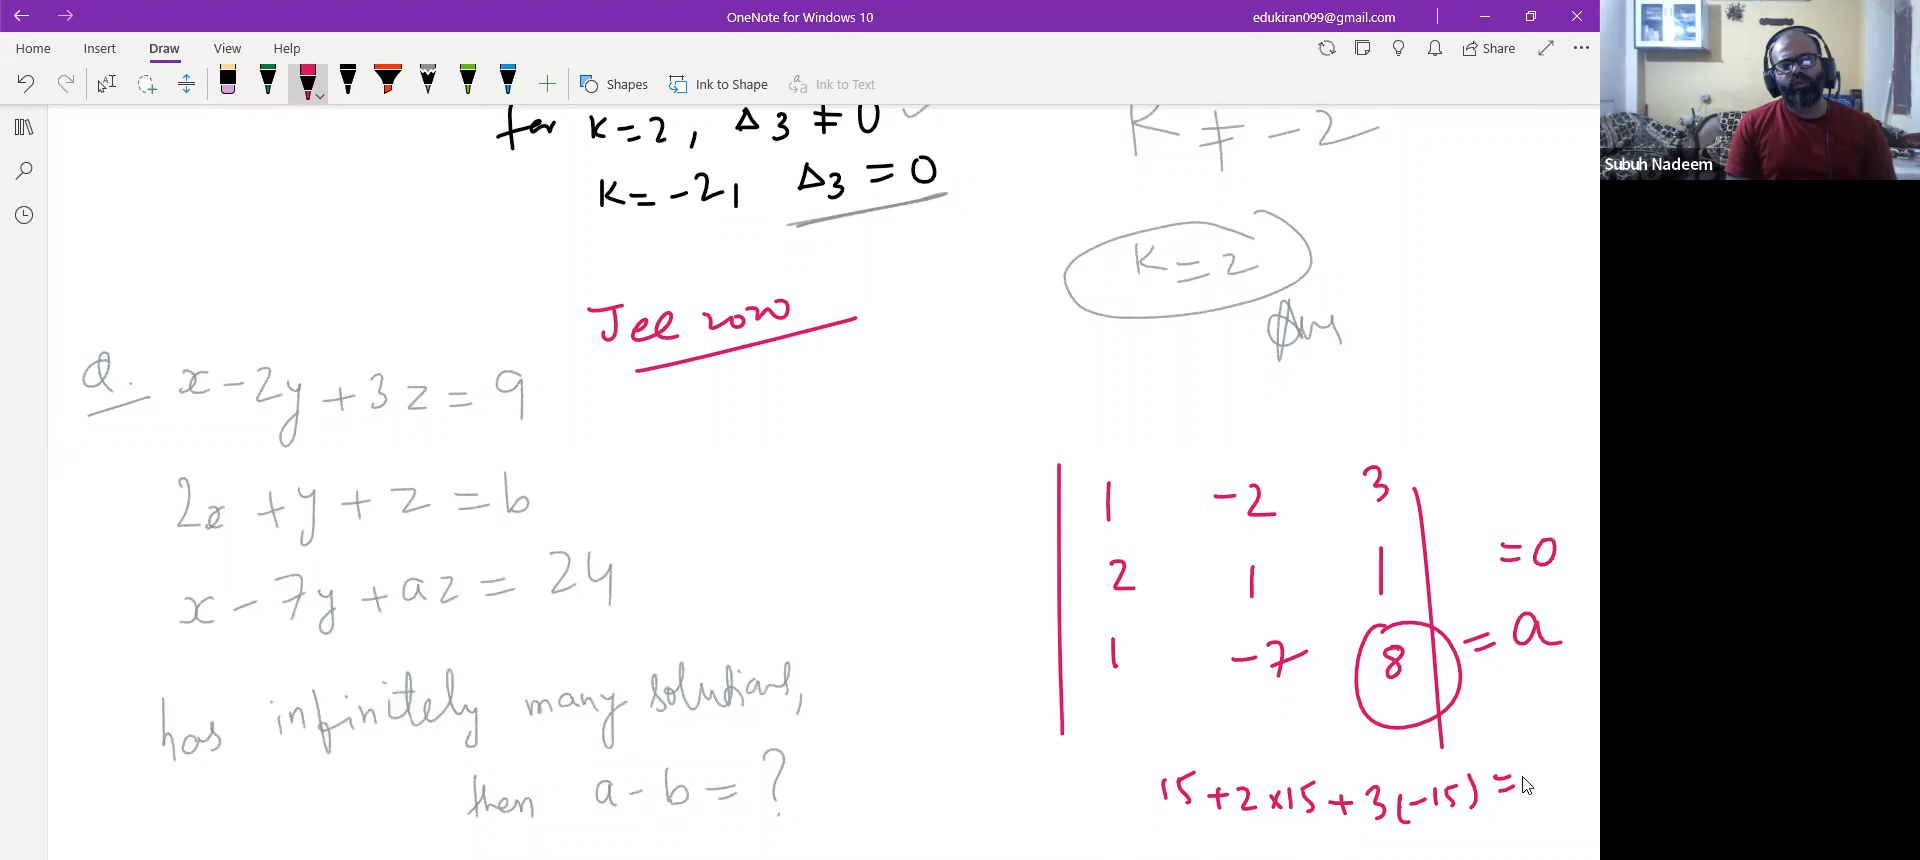 OneNote for Windows 10
edukiran099@gmail.com
Home Insert Draw View Help
Share
Shapes Ink to Shape Ink to Text
Subuh Nadeem
for K=2, Δ3 ≠ 0
K=-2, Δ3 = 0
K ≠ -2
K=2
Ans
Jee 2020
Q. x-2y+3z=9
2x+y+z=b
x-7y+az=24
has infinitely many solutions,
then a-b=?
1 -2 3
2 1 1 =0
1 -7 8 = a
15+2×15+3(-15)=